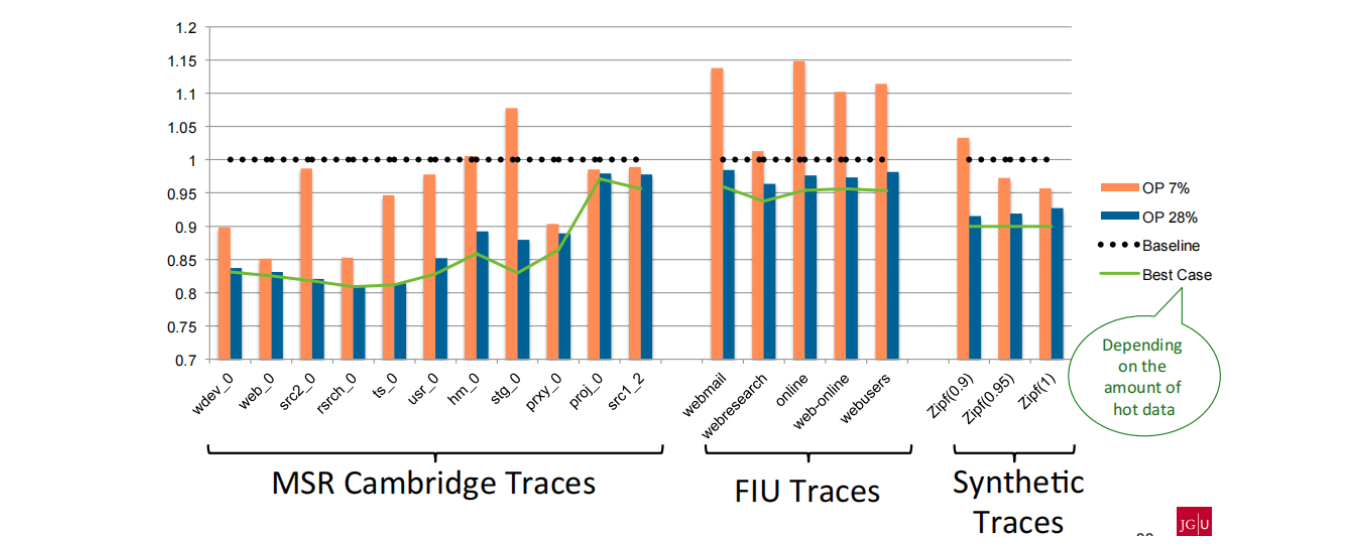 1.2
1.15
1.1
1.05
1
0.95
0.9
0.85
0.8
0.75
0.7
wdev_0
web_0
src2_0
rsrch_0
ts_0
usr_0
hm_0
stg_0
prxy_0
proj_0
src1_2
webmail
webresearch
online
web-online
webusers
Zipf(0.9)
Zipf(0.95)
Zipf(1)
OP 7%
OP 28%
Baseline
Best Case
Depending
on the
amount of
hot data
MSR Cambridge Traces
FIU Traces
Synthetic
Traces
JG|U